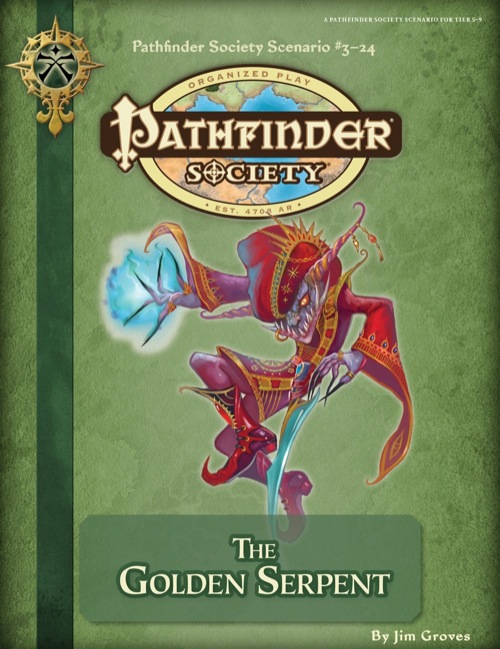 A PATHFINDER SOCIETY SCENARIO FOR TIER 5–9
Pathfinder Society Scenario #3–24
ORGANIZED PLAY
PATHFINDER
SOCIETY
EST. 4709 AR
THE
GOLDEN SERPENT
By Jim Groves